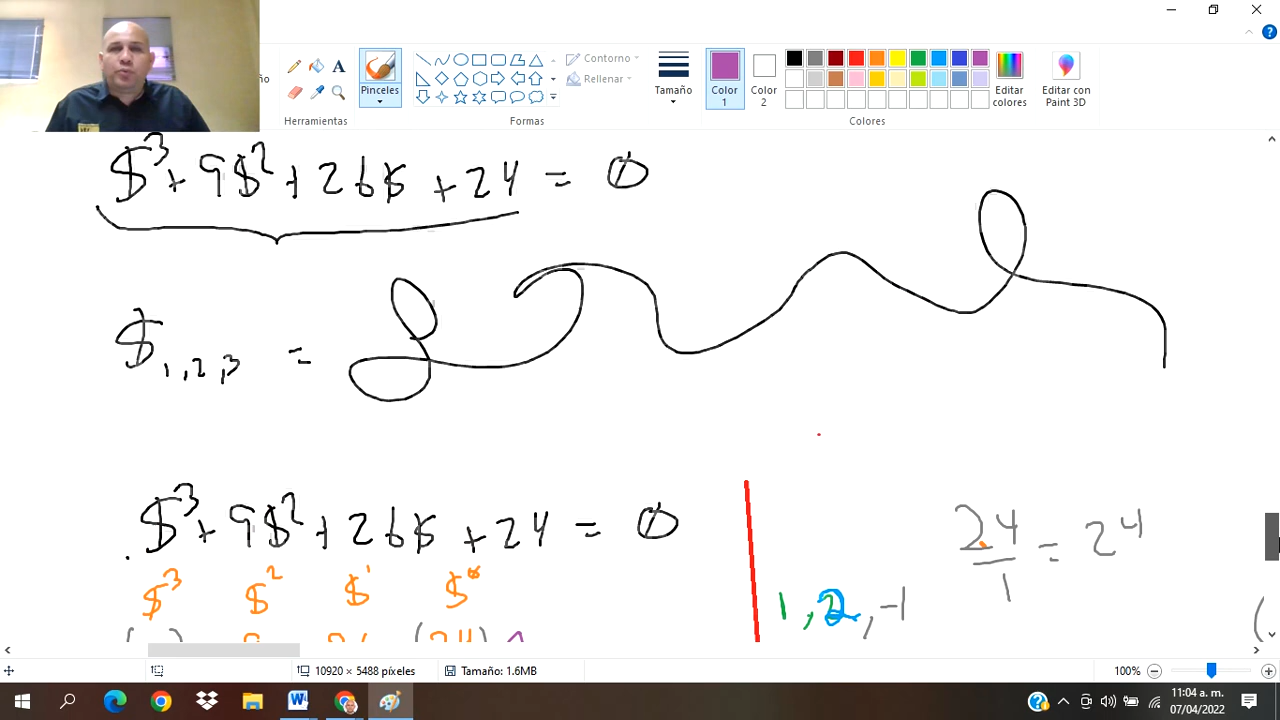 ño
Pinceles
Contorno
Rellenar
Tamaño
Color 1
Color 2
Editar colores
Editar con Paint 3D
Herramientas
Formas
Colores
$³ + 9$² + 26$ + 24 = 0
$1,2,3 =
$³ + 9$² + 26$ + 24 = 0
24/1 = 24
$³ $² $¹ $⁰
1, 2, -1
(24)
10920 × 5488 píxeles
Tamaño: 1.6MB
100%
11:04 a. m.
07/04/2022